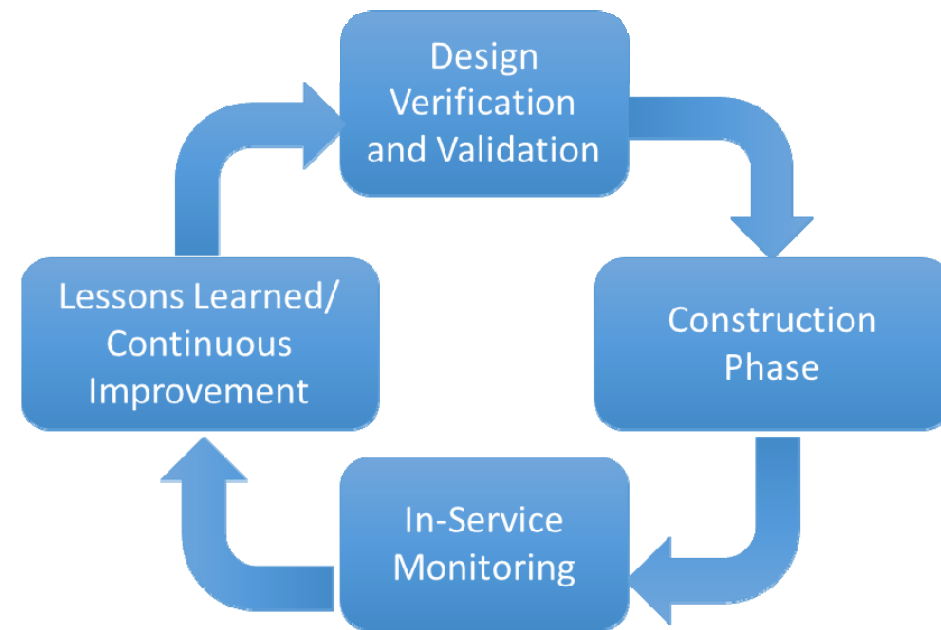 Design
Verification
and Validation
Construction
Phase
In-Service
Monitoring
Lessons Learned/
Continuous
Improvement